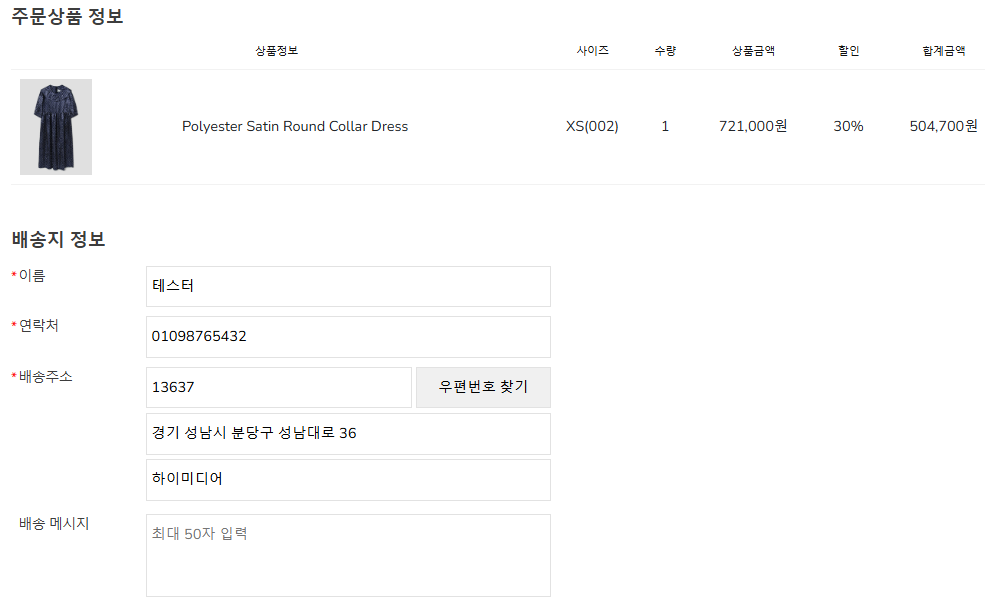 주문상품 정보
상품정보 사이즈 수량 상품금액 할인 합계금액
Polyester Satin Round Collar Dress XS(002) 1 721,000원 30% 504,700원
배송지 정보
* 이름 테스터
* 연락처 01098765432
* 배송주소 13637 우편번호 찾기
경기 성남시 분당구 성남대로 36
하이미디어
배송 메시지 최대 50자 입력